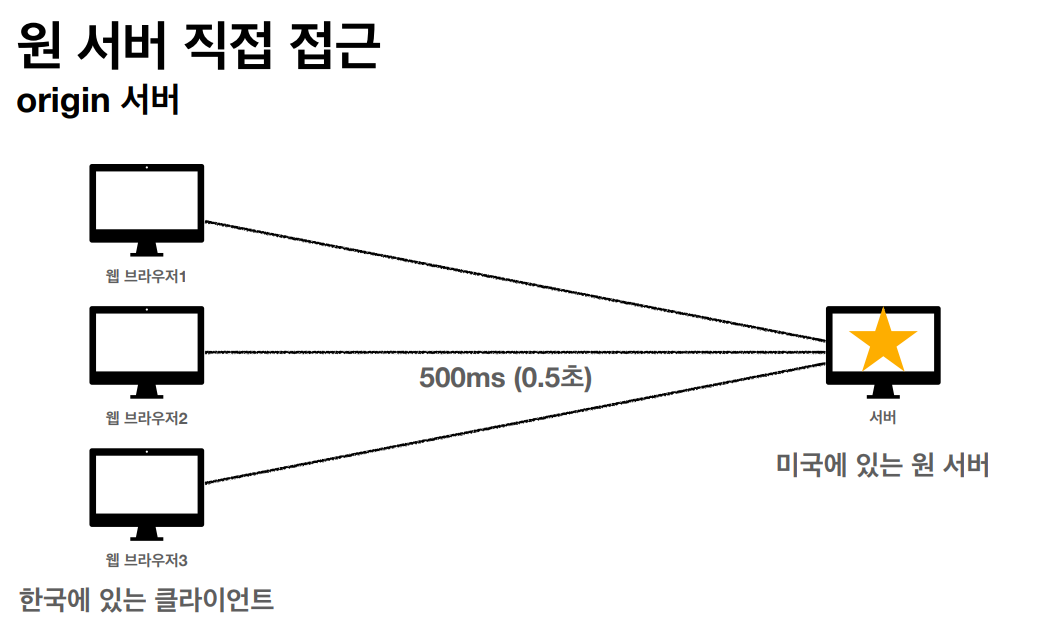 원 서버 직접 접근
origin 서버
웹 브라우저1
웹 브라우저2
500ms (0.5초)
서버
미국에 있는 원 서버
웹 브라우저3
한국에 있는 클라이언트